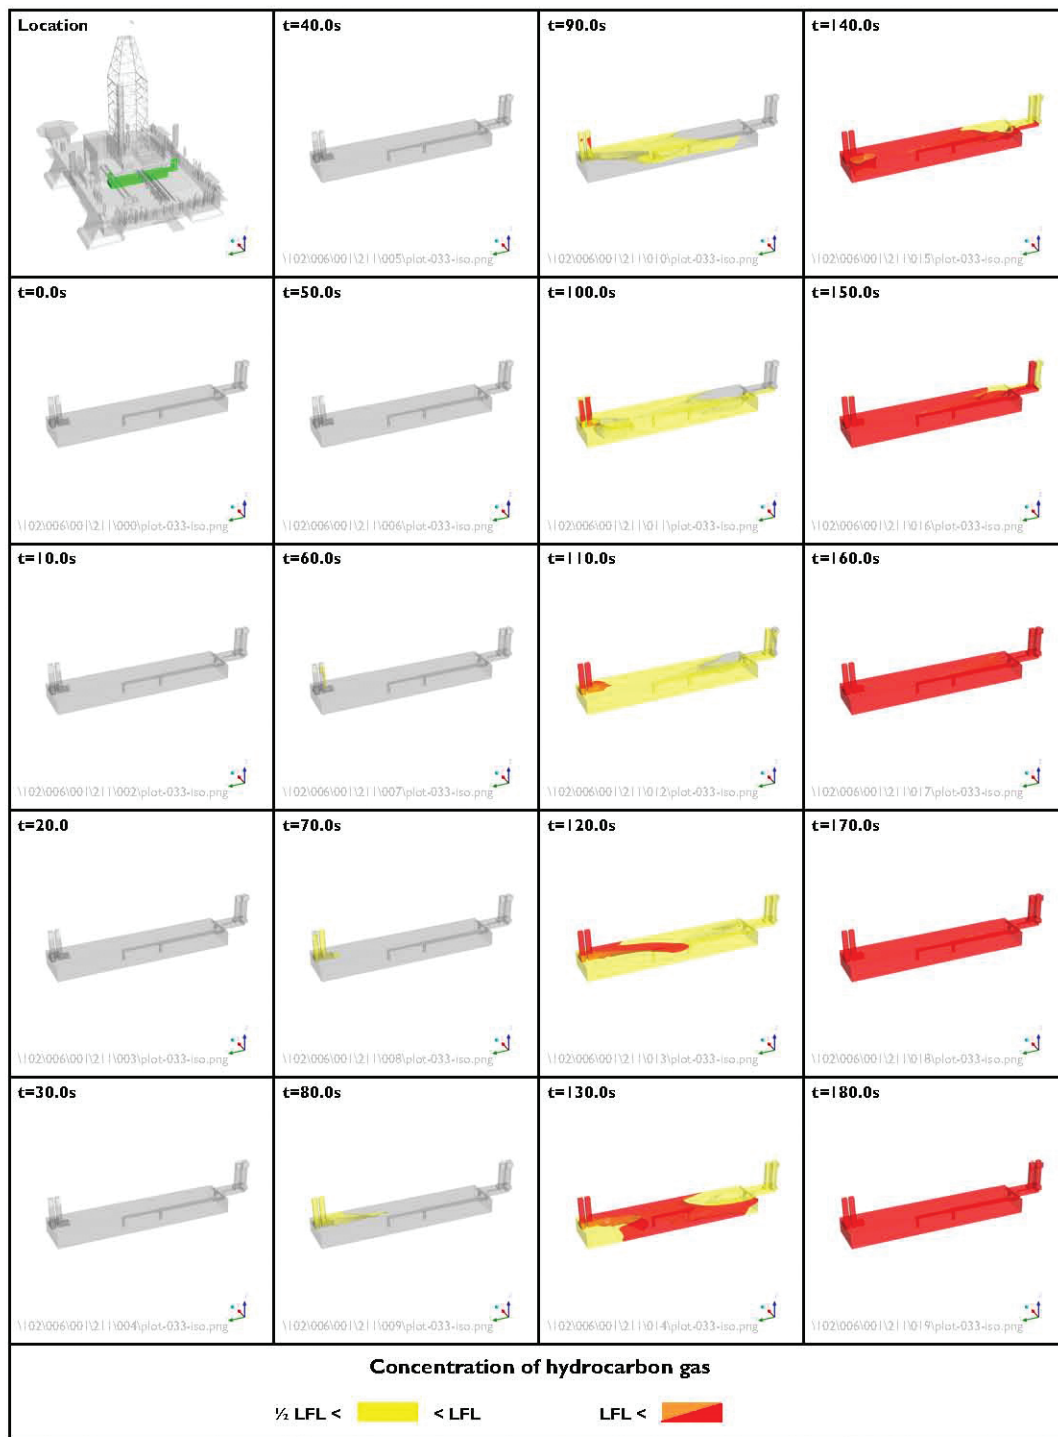 Location
t=0.0s
\102\006\001\211\000\plot-033-iso.png
t=10.0s
\102\006\001\211\002\plot-033-iso.png
t=20.0
\102\006\001\211\003\plot-033-iso.png
t=30.0s
\102\006\001\211\004\plot-033-iso.png
t=40.0s
\102\006\001\211\005\plot-033-iso.png
t=50.0s
\102\006\001\211\006\plot-033-iso.png
t=60.0s
\102\006\001\211\007\plot-033-iso.png
t=70.0s
\102\006\001\211\008\plot-033-iso.png
t=80.0s
\102\006\001\211\009\plot-033-iso.png
t=90.0s
\102\006\001\211\010\plot-033-iso.png
t=100.0s
\102\006\001\211\011\plot-033-iso.png
t=110.0s
\102\006\001\211\012\plot-033-iso.png
t=120.0s
\102\006\001\211\013\plot-033-iso.png
t=130.0s
\102\006\001\211\014\plot-033-iso.png
t=140.0s
\102\006\001\211\015\plot-033-iso.png
t=150.0s
\102\006\001\211\016\plot-033-iso.png
t=160.0s
\102\006\001\211\017\plot-033-iso.png
t=170.0s
\102\006\001\211\018\plot-033-iso.png
t=180.0s
\102\006\001\211\019\plot-033-iso.png
Concentration of hydrocarbon gas
½ LFL < < LFL LFL <